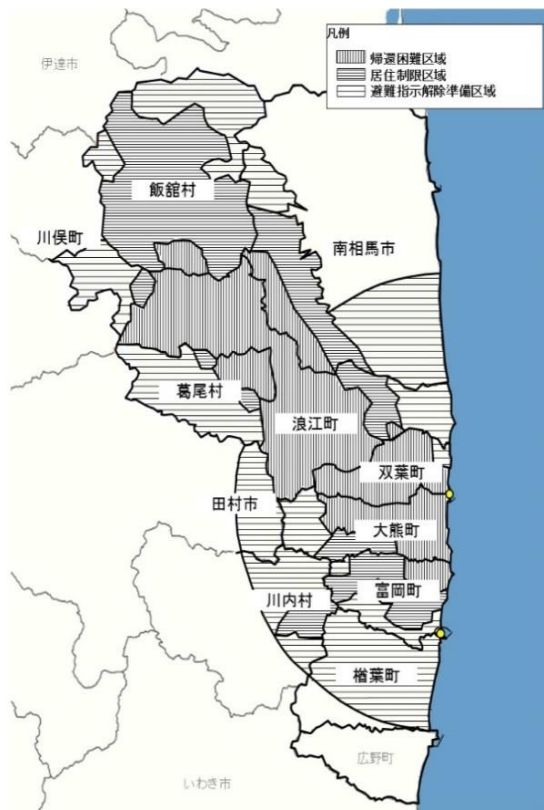 凡例
帰還困難区域
居住制限区域
避難指示解除準備区域
伊達市
飯舘村
川俣町
南相馬市
葛尾村
浪江町
双葉町
田村市
大熊町
富岡町
川内村
楢葉町
広野町
いわき市